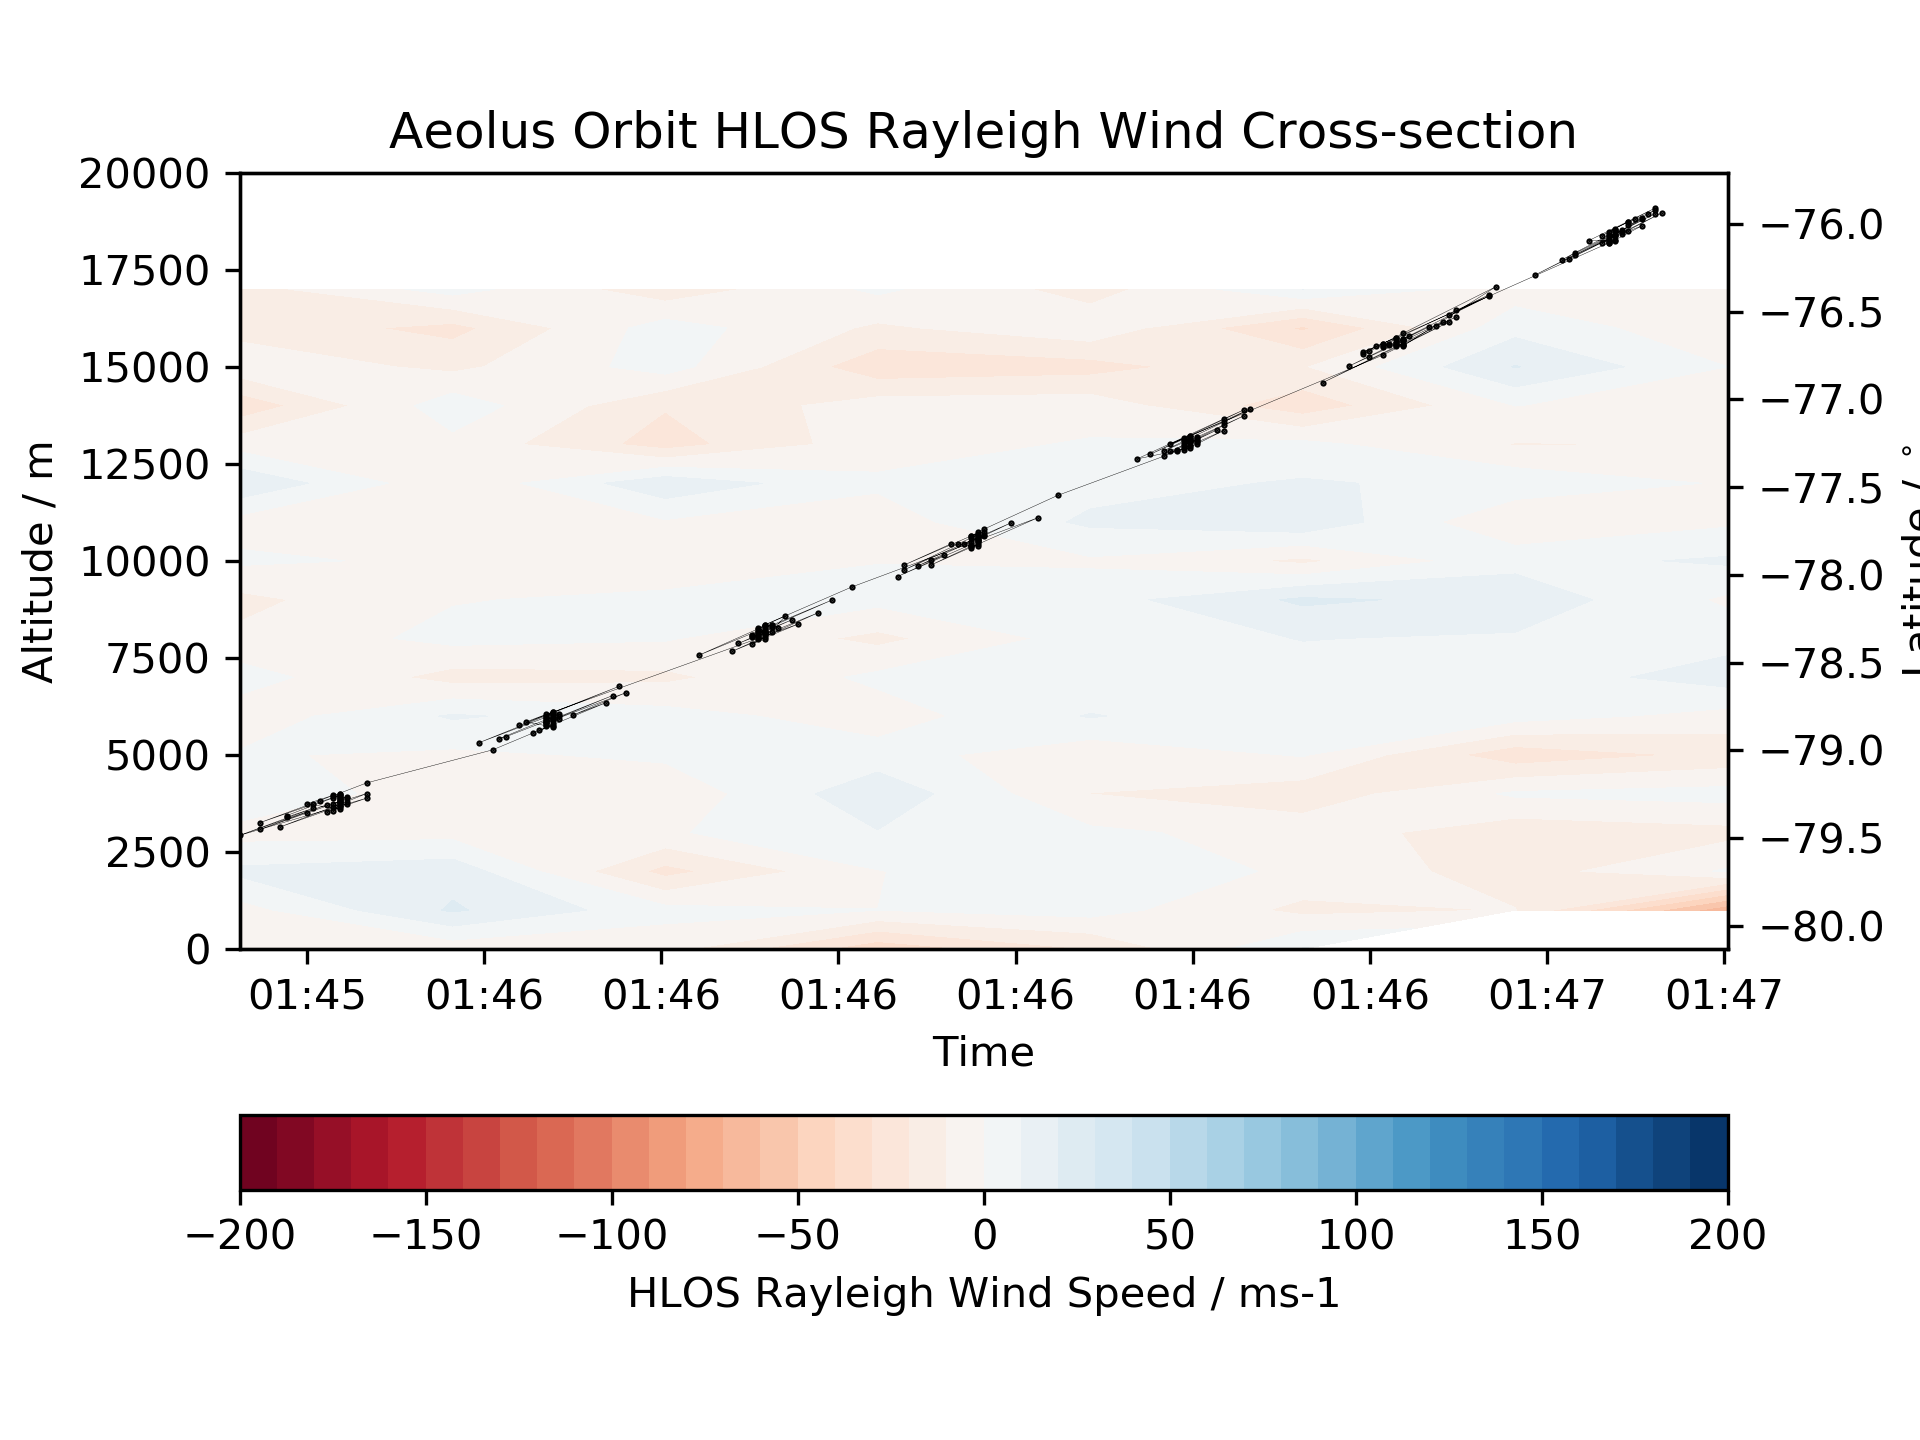 Aeolus Orbit HLOS Rayleigh Wind Cross-section
20000
17500
15000
12500
10000
7500
5000
2500
0
Altitude / m
−76.0
−76.5
−77.0
−77.5
−78.0
−78.5
−79.0
−79.5
−80.0
Latitude / °
01:45 01:46 01:46 01:46 01:46 01:46 01:46 01:47 01:47
Time
−200 −150 −100 −50 0 50 100 150 200
HLOS Rayleigh Wind Speed / ms-1